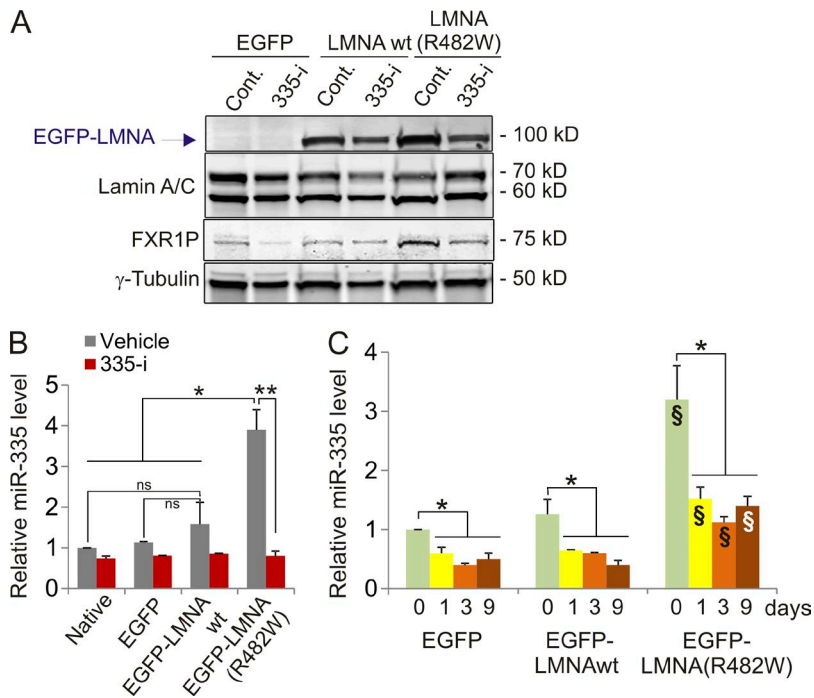 A
EGFP
LMNA wt
LMNA
(R482W)
Cont.
335-i
Cont.
335-i
Cont.
335-i
EGFP-LMNA
- 100 kD
Lamin A/C
- 70 kD
- 60 kD
FXR1P
- 75 kD
γ-Tubulin
- 50 kD
B
Vehicle
335-i
Relative miR-335 level
5
4
3
2
1
0
*
**
ns
ns
Native
EGFP
EGFP-LMNA
wt
EGFP-LMNA
(R482W)
C
Relative miR-335 level
4
3
2
1
0
*
*
*
§
§
§
§
0 1 3 9 0 1 3 9 0 1 3 9 days
EGFP
EGFP-
LMNAwt
EGFP-
LMNA(R482W)